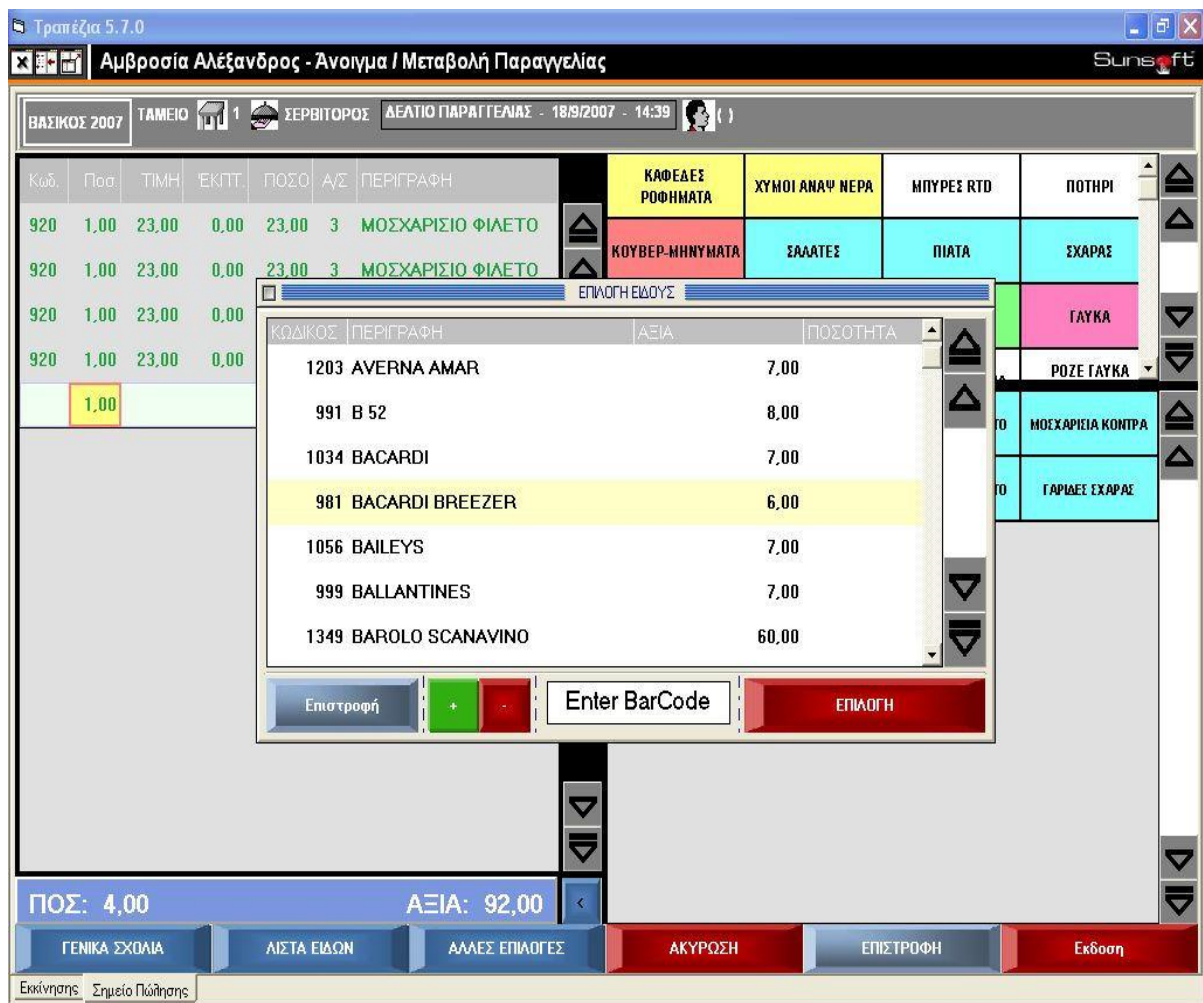 Τραπέζια 5.7.0
Αμβροσία Αλέξανδρος - Άνοιγμα / Μεταβολή Παραγγελίας
Sunsoft
ΒΑΣΙΚΟΣ 2007 ΤΑΜΕΙΟ 1 ΣΕΡΒΙΤΟΡΟΣ ΔΕΛΤΙΟ ΠΑΡΑΓΓΕΛΙΑΣ - 18/9/2007 - 14:39 ( )
Κωδ. Ποσ ΤΙΜΗ ΈΚΠΤ. ΠΟΣΟ Α/Σ ΠΕΡΙΓΡΑΦΗ
920 1,00 23,00 0,00 23,00 3 ΜΟΣΧΑΡΙΣΙΟ ΦΙΛΕΤΟ
920 1,00 23,00 0,00 23,00 3 ΜΟΣΧΑΡΙΣΙΟ ΦΙΛΕΤΟ
920 1,00 23,00 0,00
920 1,00 23,00 0,00
1,00
ΚΑΦΕΔΕΣ ΡΟΦΗΜΑΤΑ
ΧΥΜΟΙ ΑΝΑΨ ΝΕΡΑ
ΜΠΥΡΕΣ RTD
ΠΟΤΗΡΙ
ΚΟΥΒΕΡ-ΜΗΝΥΜΑΤΑ
ΣΑΛΑΤΕΣ
ΠΙΑΤΑ
ΣΧΑΡΑΣ
ΓΛΥΚΑ
ΡΟΖΕ ΓΛΥΚΑ
ΤΟ ΜΟΣΧΑΡΙΣΙΑ ΚΟΝΤΡΑ
ΤΟ ΓΑΡΙΔΕΣ ΣΧΑΡΑΣ
ΕΠΙΛΟΓΗ ΕΙΔΟΥΣ
ΚΩΔΙΚΟΣ ΠΕΡΙΓΡΑΦΗ ΑΞΙΑ ΠΟΣΟΤΗΤΑ
1203 AVERNA AMAR 7,00
991 B 52 8,00
1034 BACARDI 7,00
981 BACARDI BREEZER 6,00
1056 BAILEYS 7,00
999 BALLANTINES 7,00
1349 BAROLO SCANAVINO 60,00
Επιστροφή + - Enter BarCode ΕΠΙΛΟΓΗ
ΠΟΣ: 4,00 ΑΞΙΑ: 92,00 <
ΓΕΝΙΚΑ ΣΧΟΛΙΑ ΛΙΣΤΑ ΕΙΔΩΝ ΑΛΛΕΣ ΕΠΙΛΟΓΕΣ ΑΚΥΡΩΣΗ ΕΠΙΣΤΡΟΦΗ Εκδοση
Εκκίνησης Σημείο Πώλησης